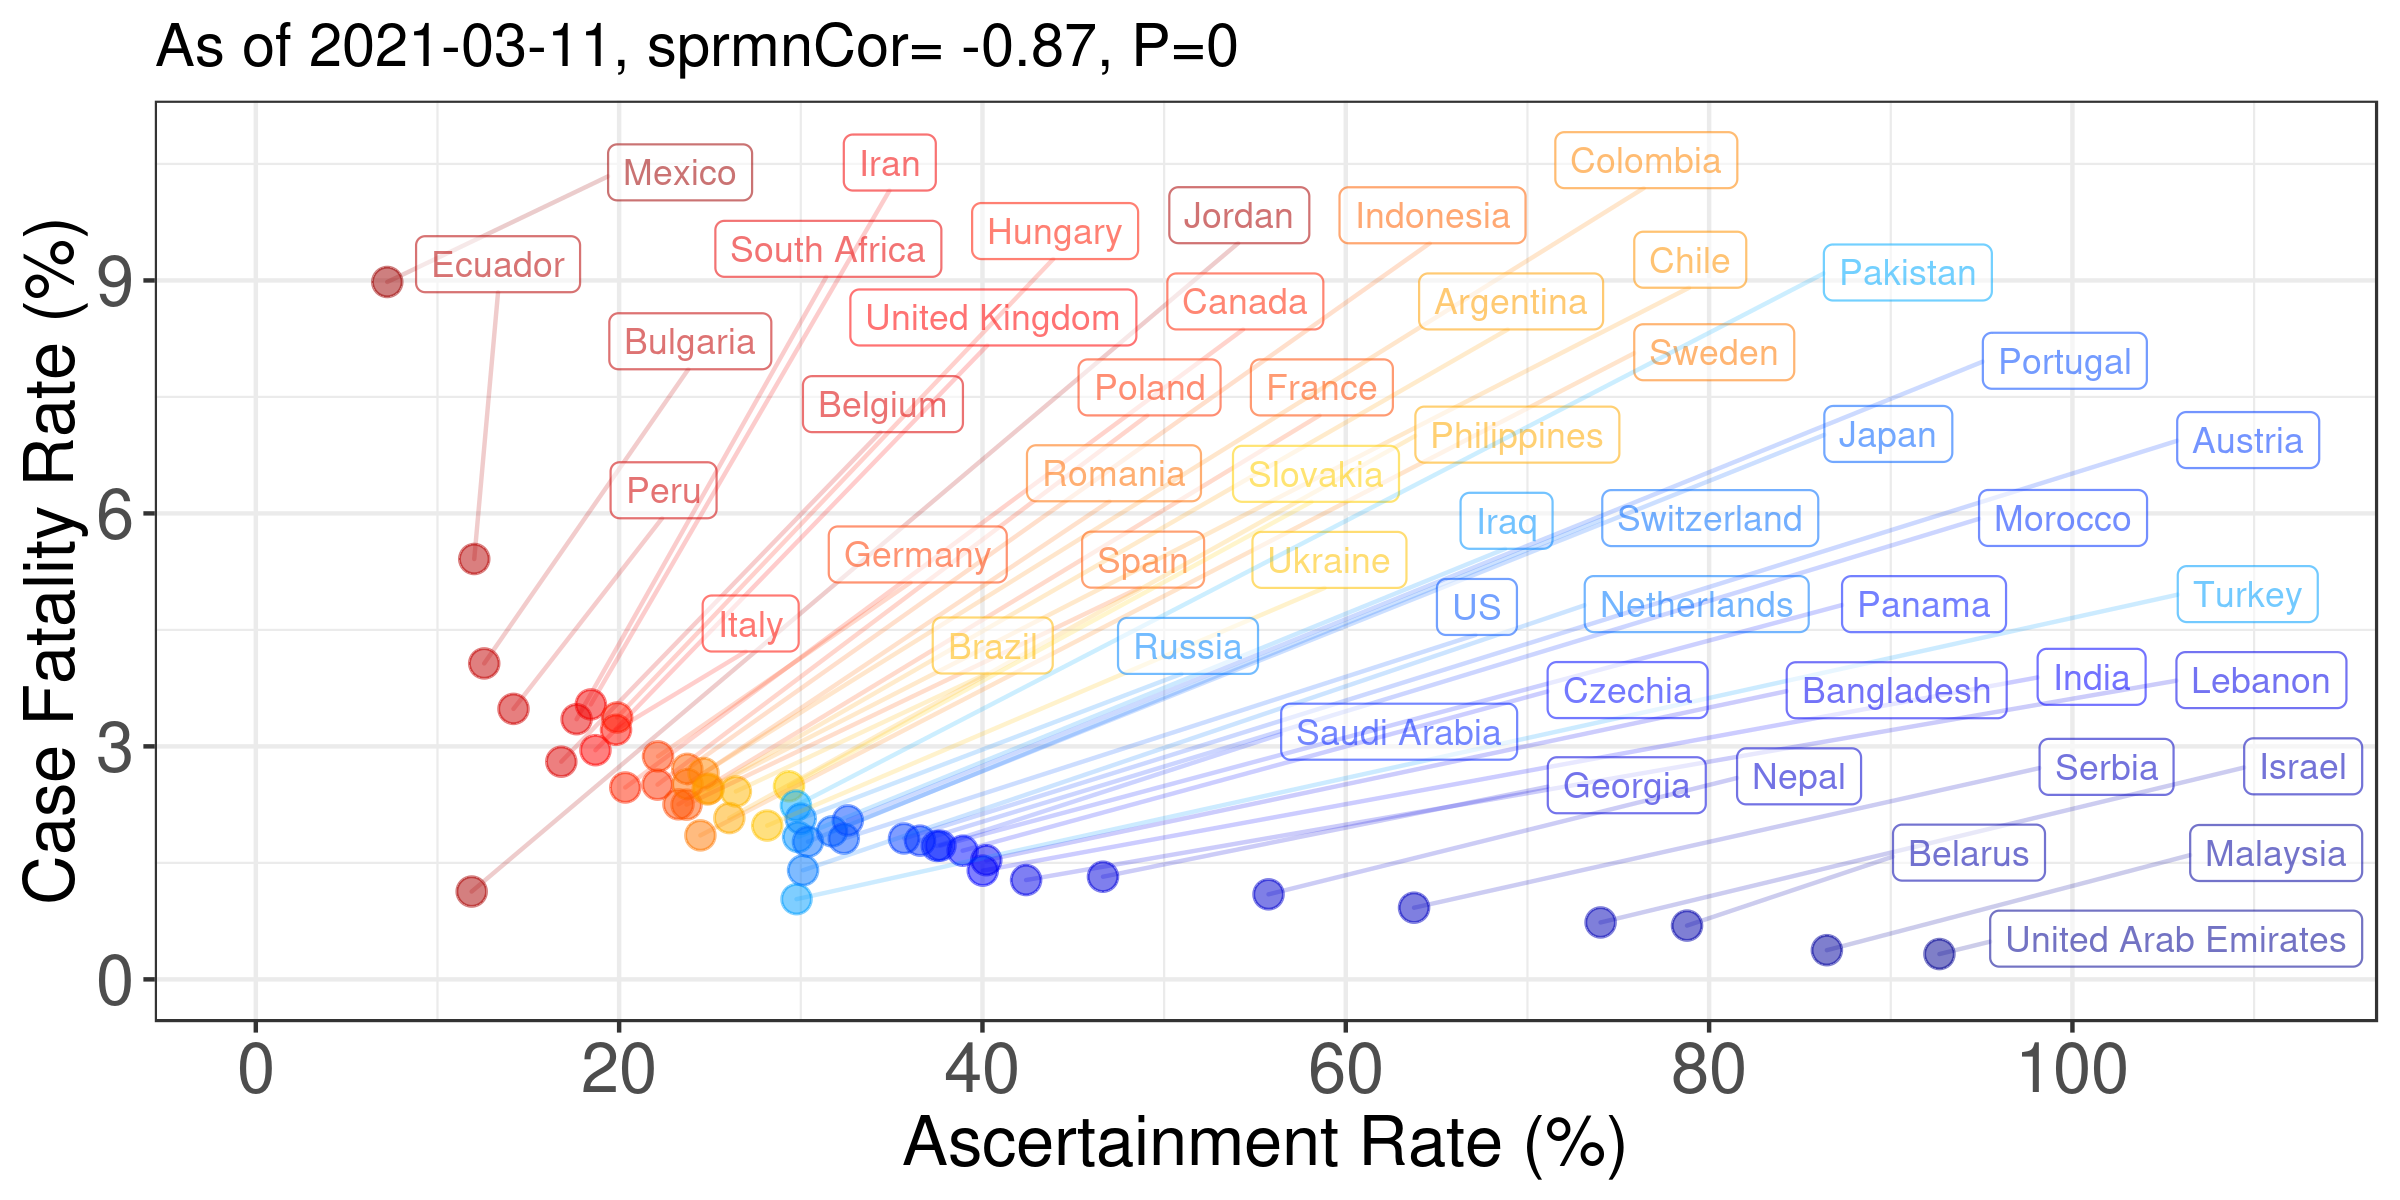 As of 2021-03-11, sprmnCor= -0.87, P=0
Case Fatality Rate (%)
9
6
3
0
Mexico
Iran
Colombia
Ecuador
South Africa
Hungary
Jordan
Indonesia
Chile
Pakistan
Bulgaria
United Kingdom
Canada
Argentina
Sweden
Portugal
Belgium
Poland
France
Philippines
Japan
Austria
Peru
Romania
Slovakia
Iraq
Switzerland
Morocco
Germany
Spain
Ukraine
US
Netherlands
Panama
Turkey
Italy
Brazil
Russia
Czechia
Bangladesh
India
Lebanon
Saudi Arabia
Georgia
Nepal
Serbia
Israel
Belarus
Malaysia
United Arab Emirates
0
20
40
60
80
100
Ascertainment Rate (%)